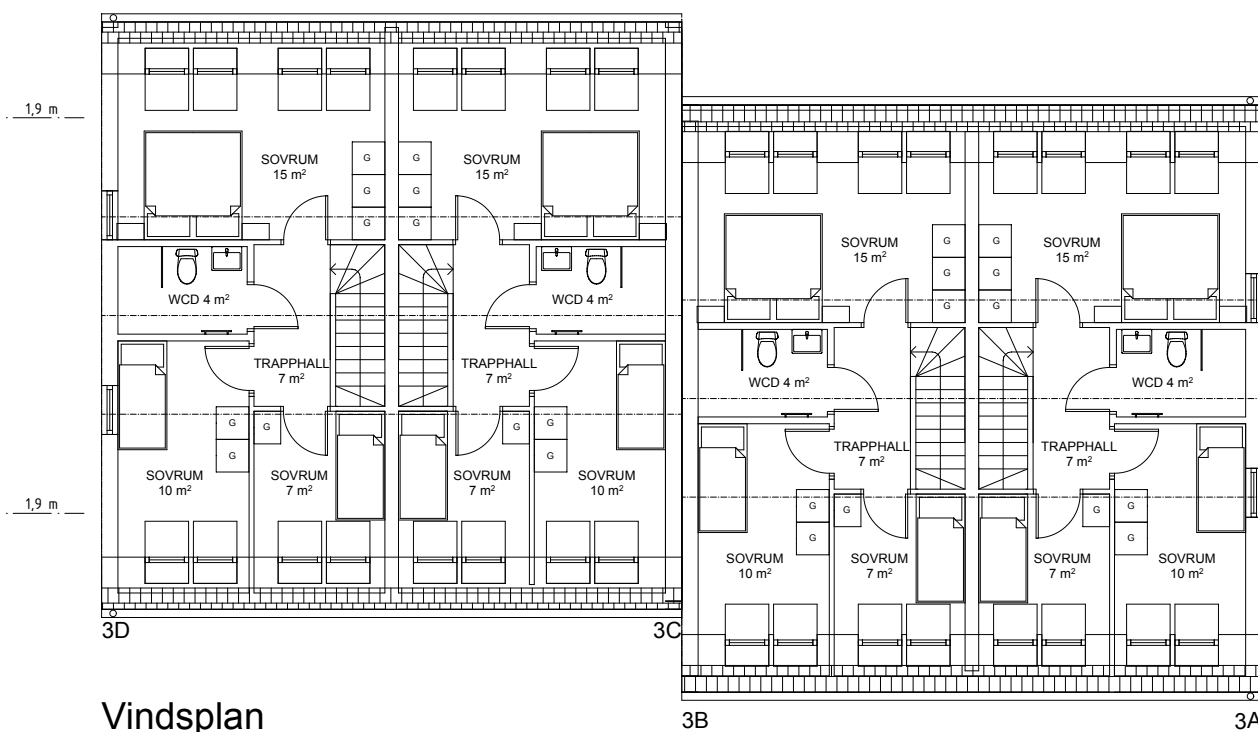 1,9 m
SOVRUM
15 m²
G
G
G
G
G
G
SOVRUM
15 m²
WCD 4 m²
WCD 4 m²
TRAPPHALL
7 m²
TRAPPHALL
7 m²
G
G
G
G
G
G
SOVRUM
10 m²
SOVRUM
7 m²
SOVRUM
7 m²
SOVRUM
10 m²
1,9 m
3D
3C
SOVRUM
15 m²
G
G
G
G
G
G
SOVRUM
15 m²
WCD 4 m²
WCD 4 m²
TRAPPHALL
7 m²
TRAPPHALL
7 m²
G
G
G
G
G
G
SOVRUM
10 m²
SOVRUM
7 m²
SOVRUM
7 m²
SOVRUM
10 m²
3B
3A
Vindsplan